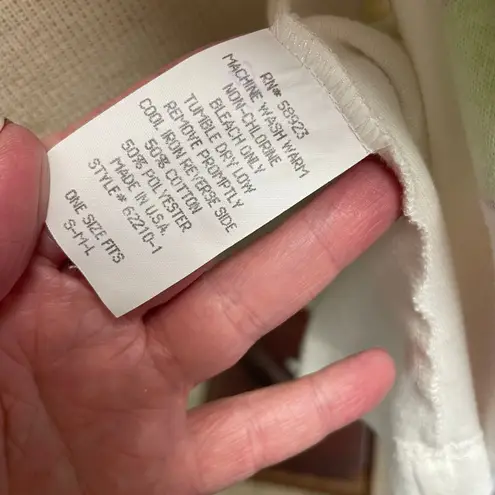 RN# 58923
MACHINE WASH WARM
NON-CHLORINE
BLEACH ONLY
TUMBLE DRY LOW
REMOVE PROMPTLY
COOL IRON REVERSE SIDE
50% COTTON
50% POLYESTER
MADE IN U.S.A.
STYLE# 62210-1
ONE SIZE FITS
S-M-L